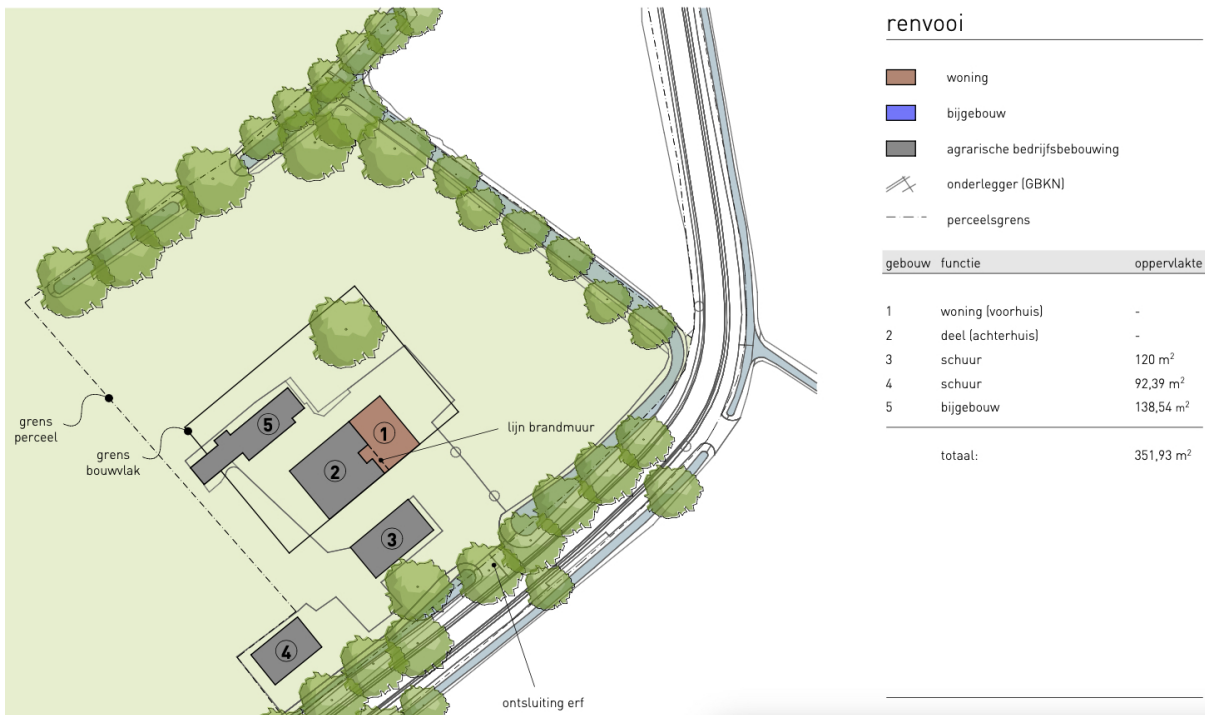 renvooi
woning
bijgebouw
agrarische bedrijfsbebouwing
onderlegger (GBKN)
perceelsgrens
gebouw functie oppervlakte
1 woning (voorhuis) -
2 deel (achterhuis) -
3 schuur 120 m²
4 schuur 92,39 m²
5 bijgebouw 138,54 m²
totaal: 351,93 m²
grens
perceel
grens
bouwvlak
5
1
2
lijn brandmuur
3
4
ontsluiting erf